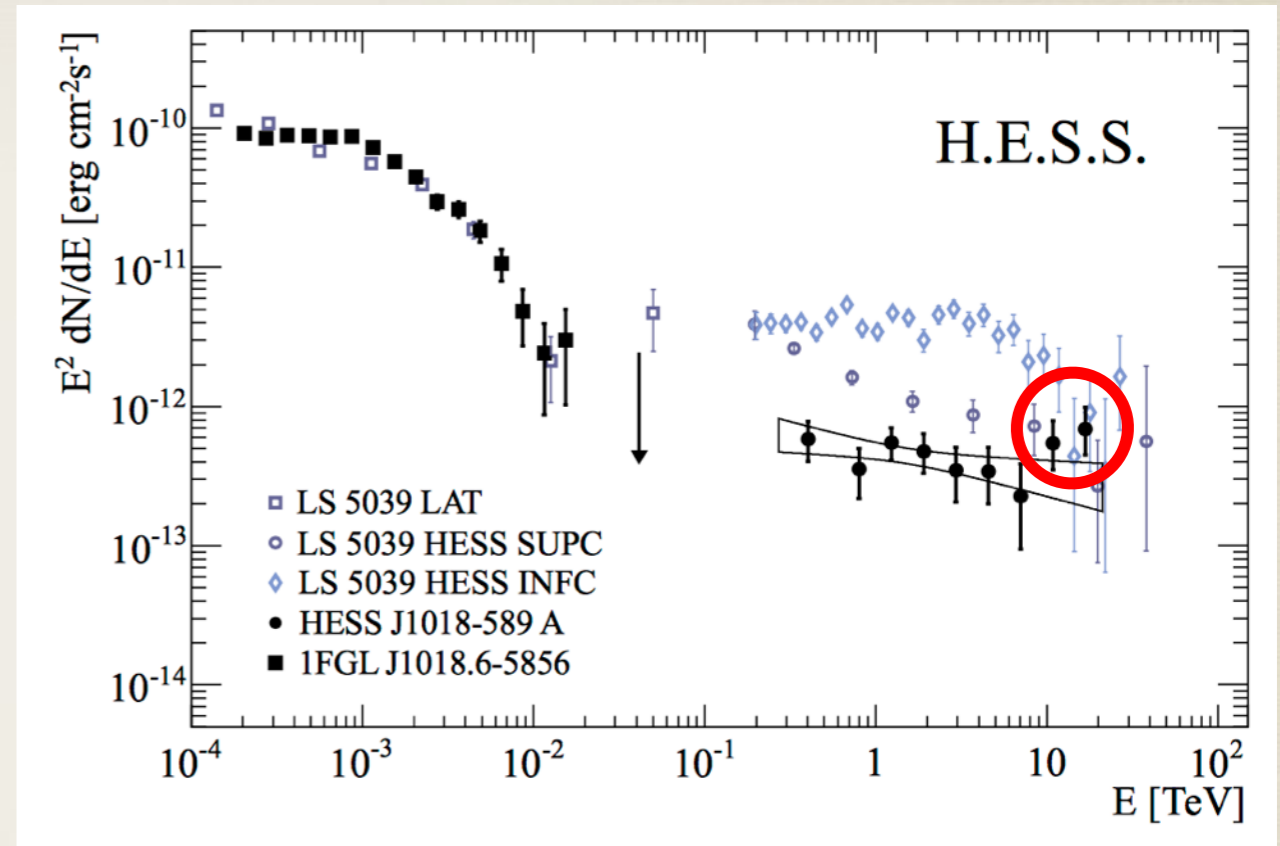 E² dN/dE [erg cm⁻²s⁻¹]
10⁻¹⁰
10⁻¹¹
10⁻¹²
10⁻¹³
10⁻¹⁴
H.E.S.S.
LS 5039 LAT
LS 5039 HESS SUPC
LS 5039 HESS INFC
HESS J1018-589 A
1FGL J1018.6-5856
10⁻⁴ 10⁻³ 10⁻² 10⁻¹ 1 10 10²
E [TeV]